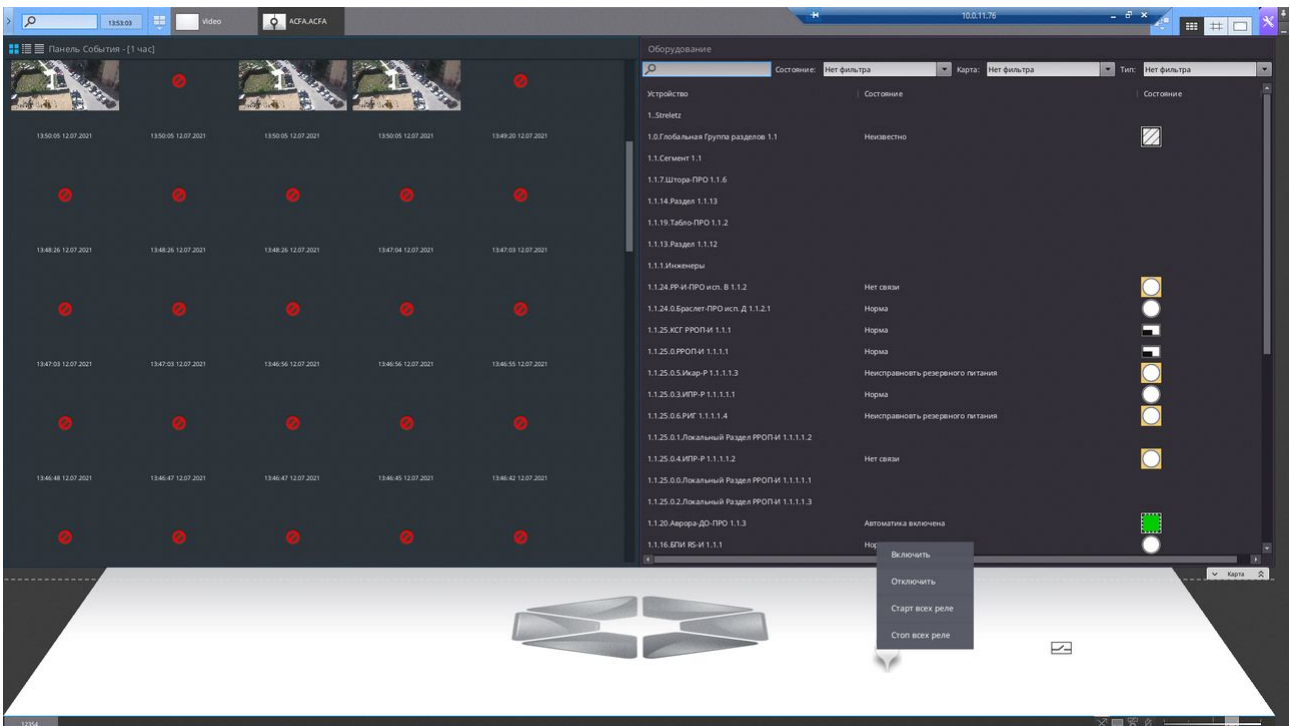 13:53:03
Video
ACFA.ACFA
10.0.11.76
Панель События - [1 час]
13:50:05 12.07.2021 13:50:05 12.07.2021 13:50:05 12.07.2021 13:50:05 12.07.2021 13:49:20 12.07.2021
13:48:26 12.07.2021 13:48:26 12.07.2021 13:48:26 12.07.2021 13:47:04 12.07.2021 13:47:03 12.07.2021
13:47:03 12.07.2021 13:47:03 12.07.2021 13:46:56 12.07.2021 13:46:56 12.07.2021 13:46:55 12.07.2021
13:46:48 12.07.2021 13:46:47 12.07.2021 13:46:47 12.07.2021 13:46:45 12.07.2021 13:46:42 12.07.2021
Оборудование
Состояние: Нет фильтра Карта: Нет фильтра Тип: Нет фильтра
Устройство Состояние Состояние
1..Streletz
1.0.Глобальная Группа разделов 1.1 Неизвестно
1.1.Сегмент 1.1
1.1.7.Штора-ПРО 1.1.6
1.1.14.Раздел 1.1.13
1.1.19.Табло-ПРО 1.1.2
1.1.13.Раздел 1.1.12
1.1.1.Инженеры
1.1.24.РР-И-ПРО исп. В 1.1.2 Нет связи
1.1.24.0.Браслет-ПРО исп. Д 1.1.2.1 Норма
1.1.25.КСГ РРОП-И 1.1.1 Норма
1.1.25.0.РРОП-И 1.1.1.1 Норма
1.1.25.0.5.Икар-Р 1.1.1.1.3 Неисправновть резервного питания
1.1.25.0.3.ИПР-Р 1.1.1.1.1 Норма
1.1.25.0.6.РИГ 1.1.1.1.4 Неисправновть резервного питания
1.1.25.0.1.Локальный Раздел РРОП-И 1.1.1.1.2
1.1.25.0.4.ИПР-Р 1.1.1.1.2 Нет связи
1.1.25.0.0.Локальный Раздел РРОП-И 1.1.1.1.1
1.1.25.0.2.Локальный Раздел РРОП-И 1.1.1.1.3
1.1.20.Аврора-ДО-ПРО 1.1.3 Автоматика включена
1.1.16.БПИ RS-И 1.1.1 Нор
Включить
Отключить
Старт всех реле
Стоп всех реле
Карта
12354